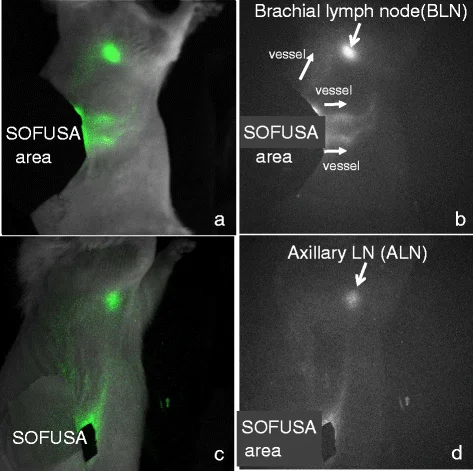 SOFUSA
area
a
Brachial lymph node(BLN)
vessel
vessel
SOFUSA
area
vessel
b
SOFUSA
c
Axillary LN (ALN)
SOFUSA
area
d